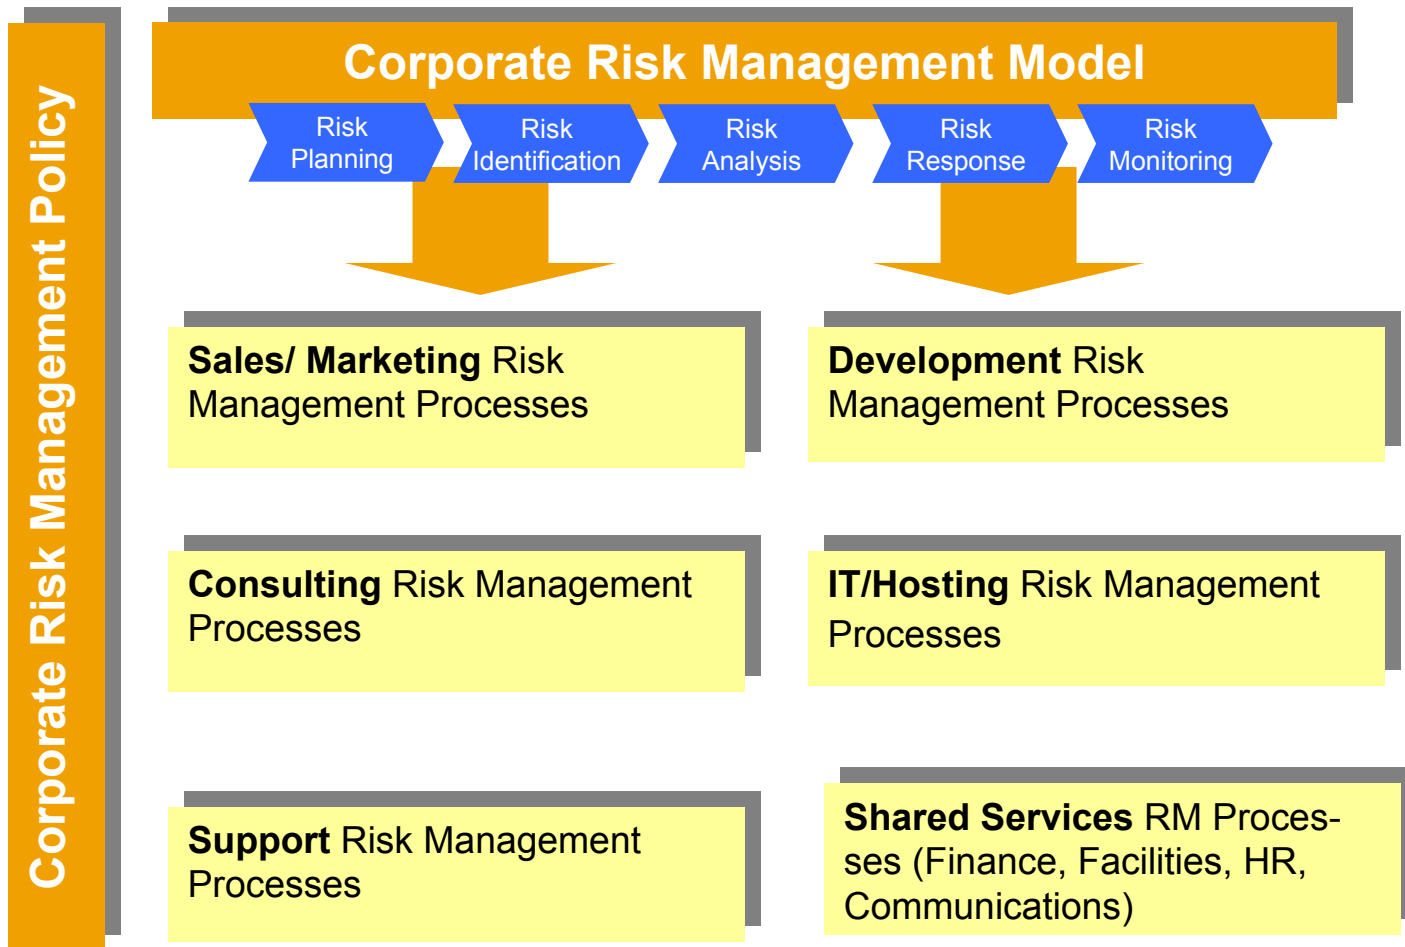 Corporate Risk Management Policy
Corporate Risk Management Model
Risk
Planning
Risk
Identification
Risk
Analysis
Risk
Response
Risk
Monitoring
Sales/ Marketing Risk
Management Processes
Development Risk
Management Processes
Consulting Risk Management
Processes
IT/Hosting Risk Management
Processes
Support Risk Management
Processes
Shared Services RM Proces-
ses (Finance, Facilities, HR,
Communications)